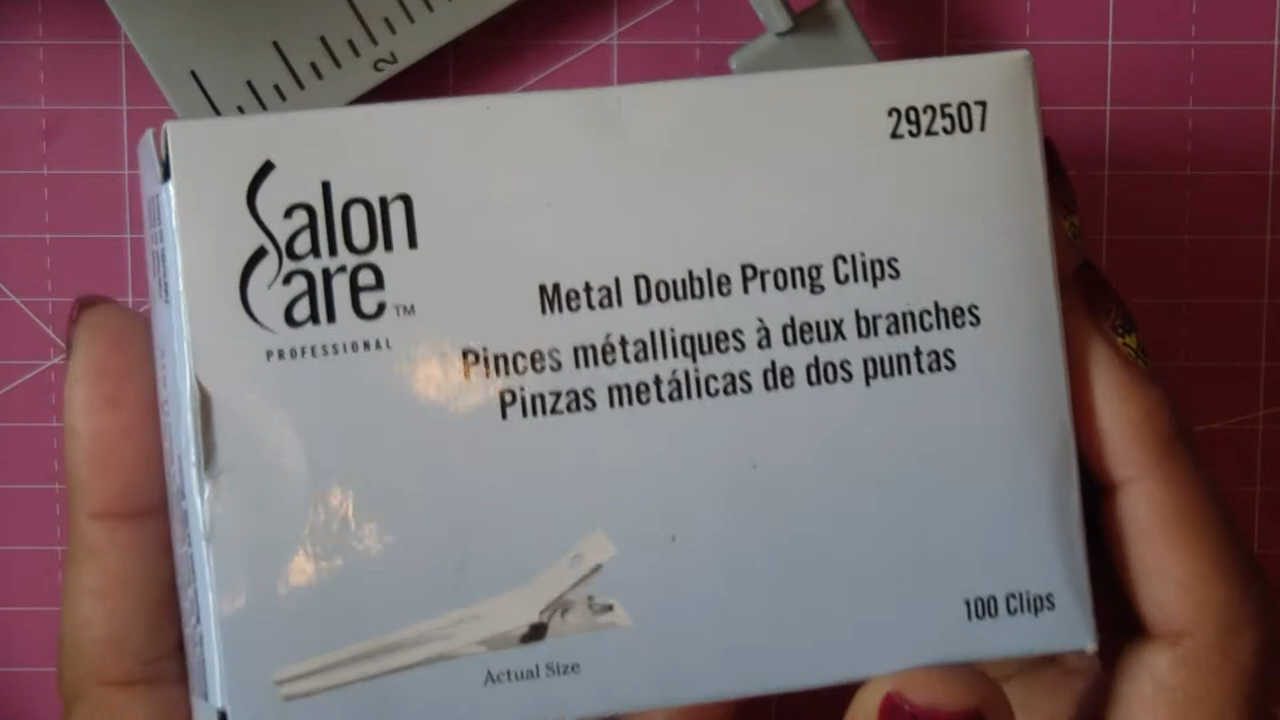 2
292507
Salon
Care™
PROFESSIONAL
Metal Double Prong Clips
Pinces métalliques à deux branches
Pinzas metálicas de dos puntas
100 Clips
Actual Size